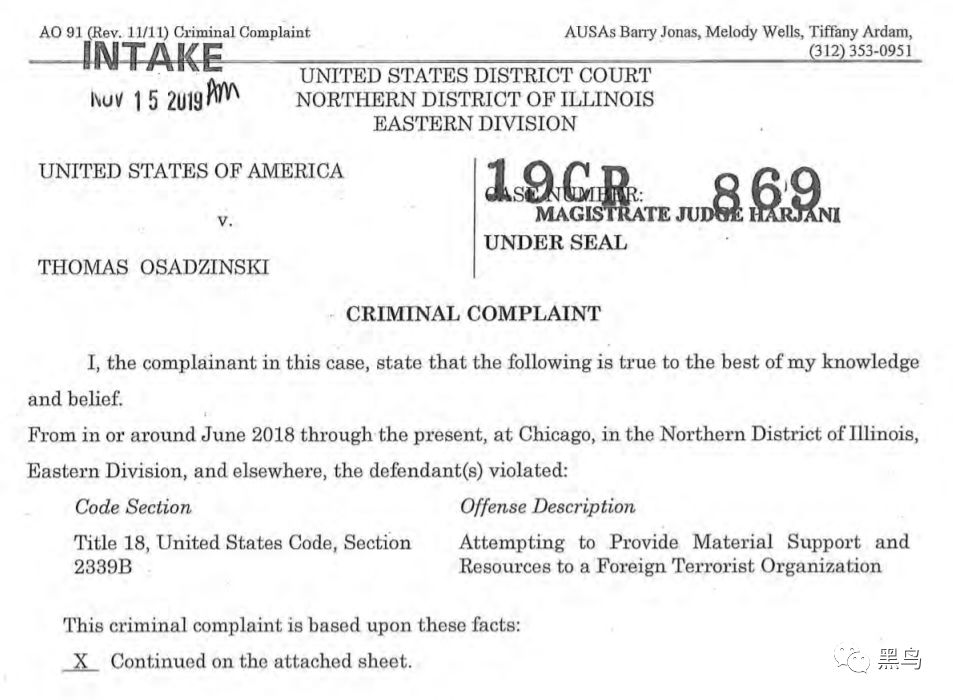 AO 91 (Rev. 11/11) Criminal Complaint
AUSAs Barry Jonas, Melody Wells, Tiffany Ardam,
(312) 353-0951
INTAKE
NOV 15 2019 AM
UNITED STATES DISTRICT COURT
NORTHERN DISTRICT OF ILLINOIS
EASTERN DIVISION
UNITED STATES OF AMERICA
v.
THOMAS OSADZINSKI
19CR 869
CASE NUMBER:
MAGISTRATE JUDGE HARJANI
UNDER SEAL
CRIMINAL COMPLAINT
I, the complainant in this case, state that the following is true to the best of my knowledge
and belief.
From in or around June 2018 through the present, at Chicago, in the Northern District of Illinois,
Eastern Division, and elsewhere, the defendant(s) violated:
Code Section
Offense Description
Title 18, United States Code, Section
2339B
Attempting to Provide Material Support and
Resources to a Foreign Terrorist Organization
This criminal complaint is based upon these facts:
X Continued on the attached sheet.
黑鸟